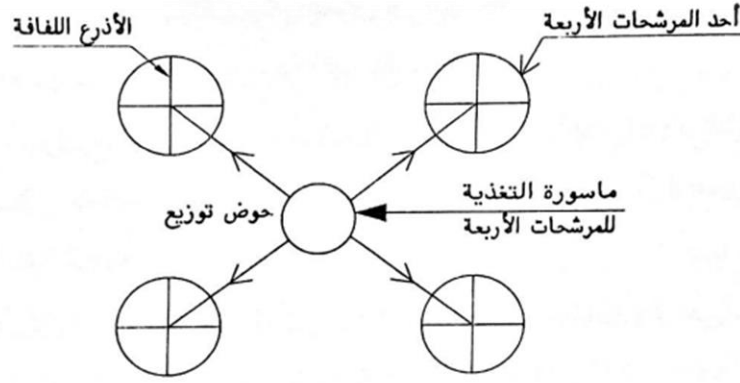 أحد المرشحات الأربعة
الأذرع اللفافة
ماسورة التغذية
للمرشحات الأربعة
حوض توزيع